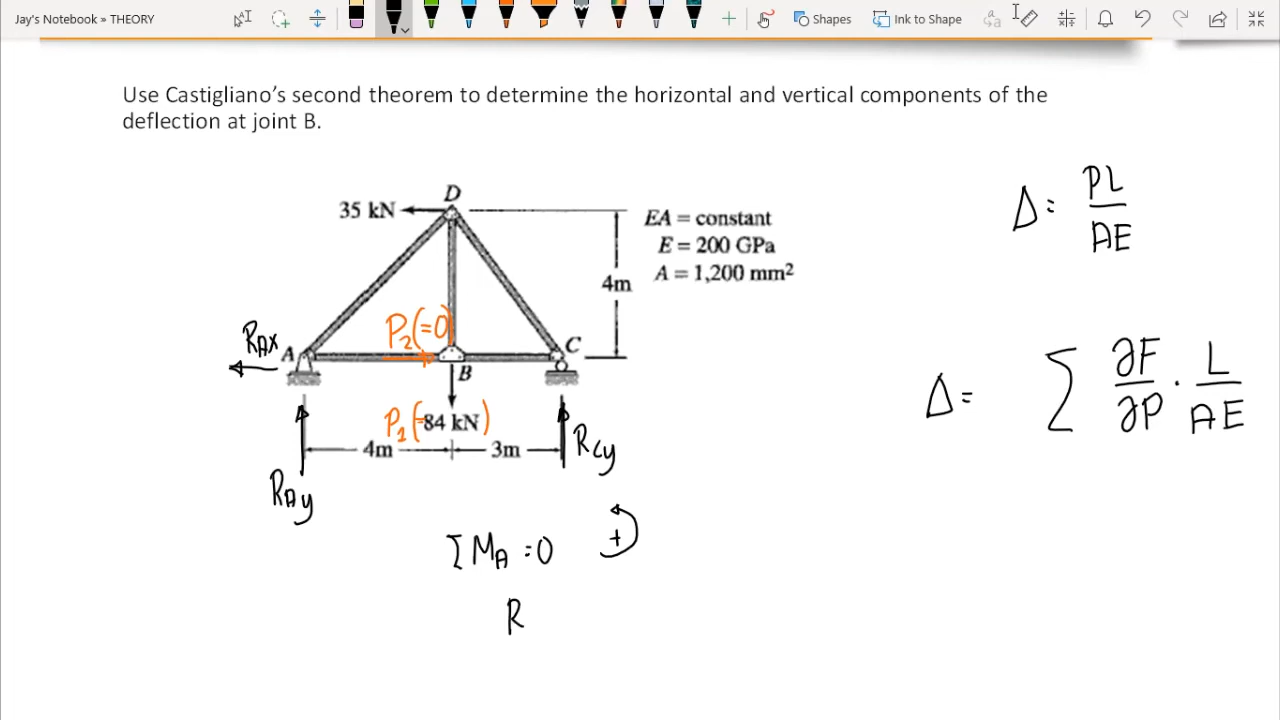 Jay's Notebook » THEORY
Shapes
Ink to Shape
Use Castigliano's second theorem to determine the horizontal and vertical components of the
deflection at joint B.
D
35 kN
EA = constant
E = 200 GPa
A = 1,200 mm²
4m
P₂(=0)
RAx
A
C
B
P₁(=84 kN)
4m
3m
RAy
RCy
ΣMA =0 +
R
Δ= PL/AE
Δ= Σ ∂F/∂P · L/AE